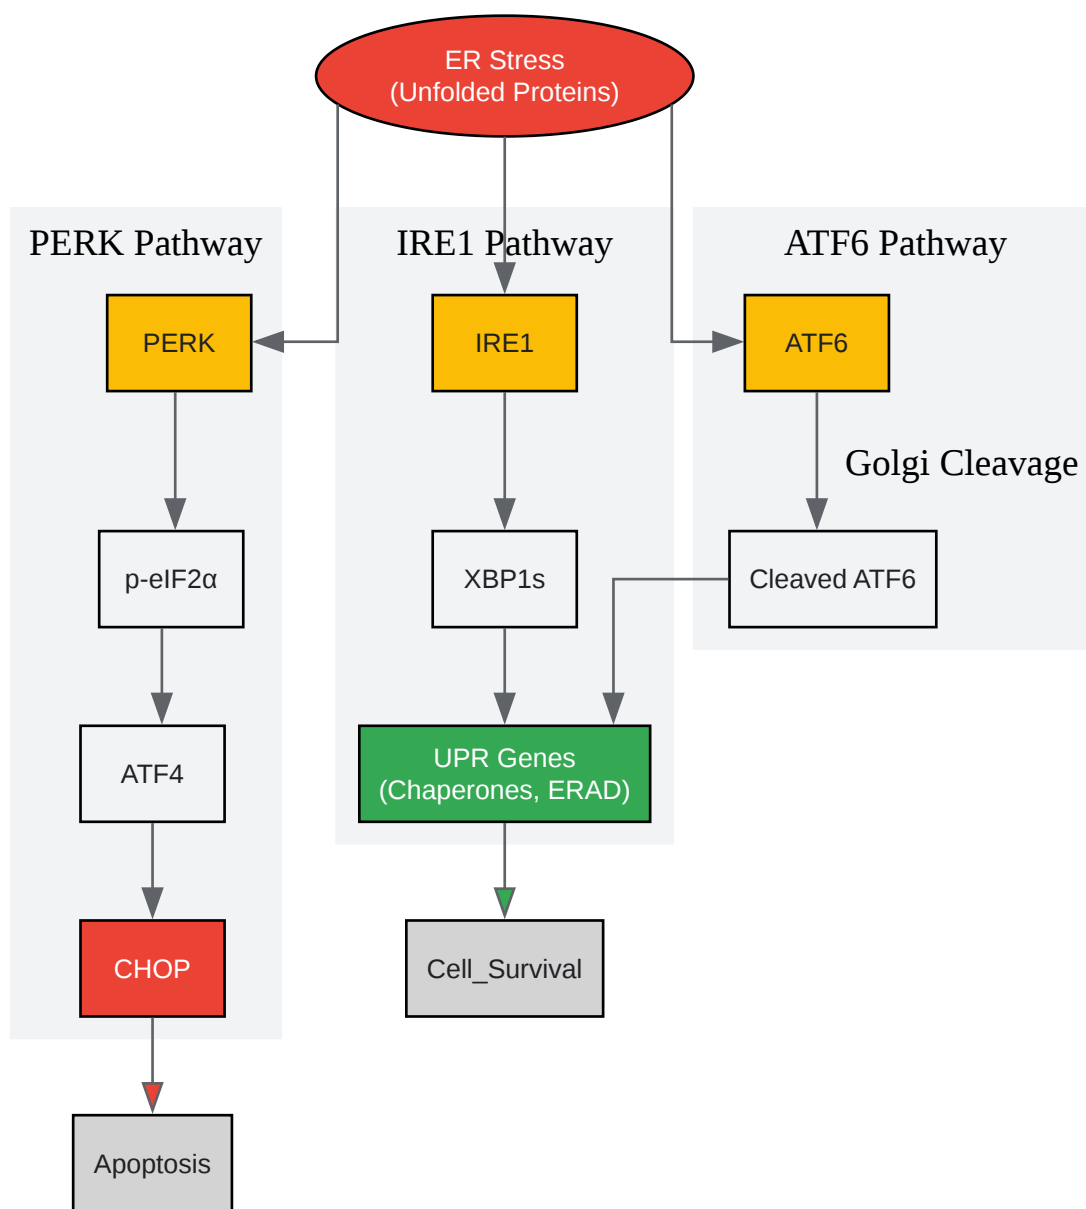 ER Stress
(Unfolded Proteins)
PERK Pathway
IRE1 Pathway
ATF6 Pathway
PERK
IRE1
ATF6
Golgi Cleavage
p-eIF2α
XBP1s
Cleaved ATF6
ATF4
UPR Genes
(Chaperones, ERAD)
CHOP
Cell_Survival
Apoptosis